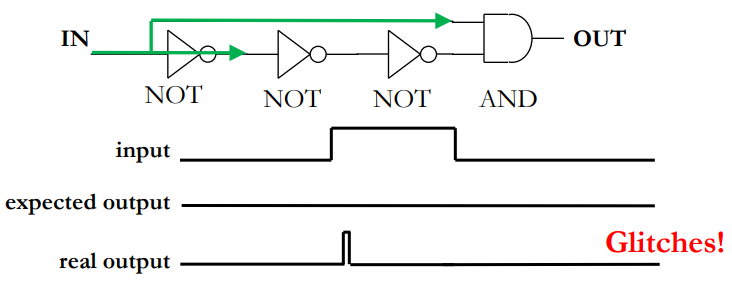 IN
OUT
NOT
NOT
NOT
AND
input
expected output
Glitches!
real output